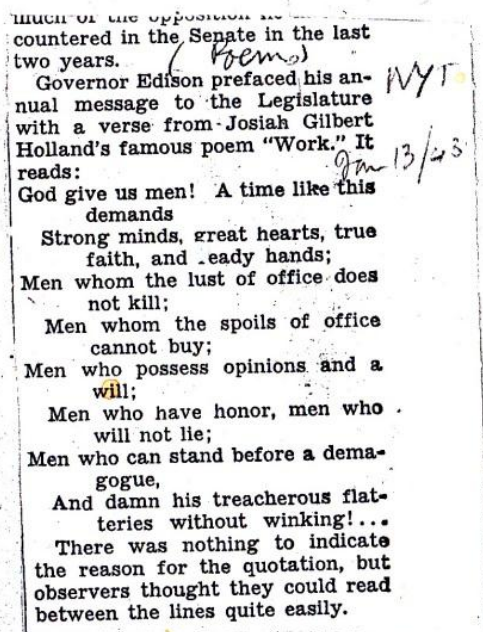 much of the opposition he
countered in the Senate in the last
two years.
(Poems)
Governor Edison prefaced his an-
NYT
nual message to the Legislature
with a verse from Josiah Gilbert
Holland's famous poem "Work." It
Jan 13/43
reads:
God give us men! A time like this
demands
Strong minds, great hearts, true
faith, and eady hands;
Men whom the lust of office does
not kill;
Men whom the spoils of office
cannot buy;
Men who possess opinions and a
will;
Men who have honor, men who
will not lie;
Men who can stand before a dema-
gogue,
And damn his treacherous flat-
teries without winking!...
There was nothing to indicate
the reason for the quotation, but
observers thought they could read
between the lines quite easily.